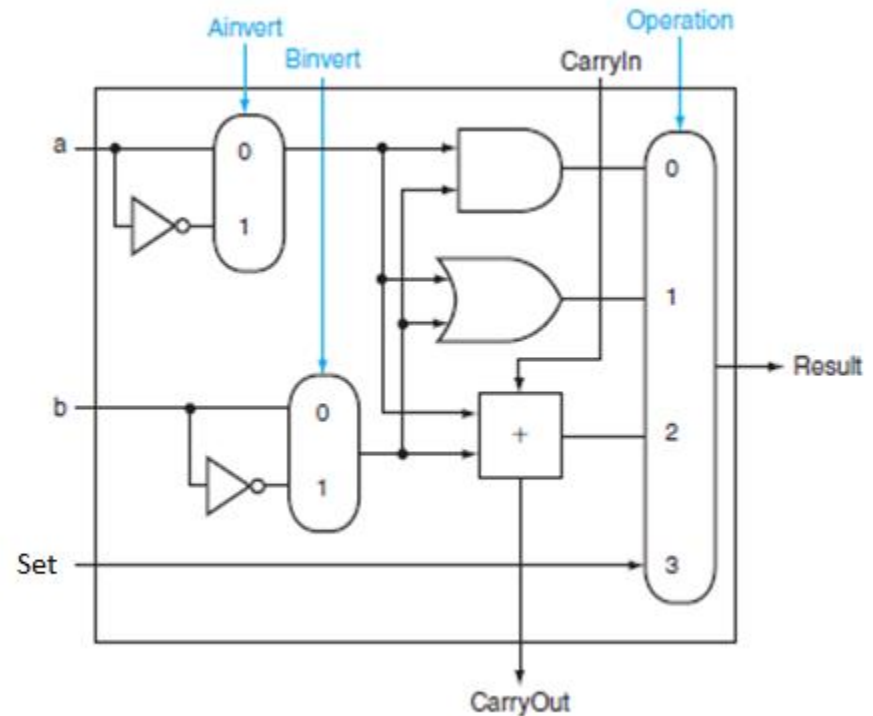 Ainvert
Binvert
CarryIn
Operation
a
0
1
0
1
b
0
1
+
2
Result
Set
3
CarryOut